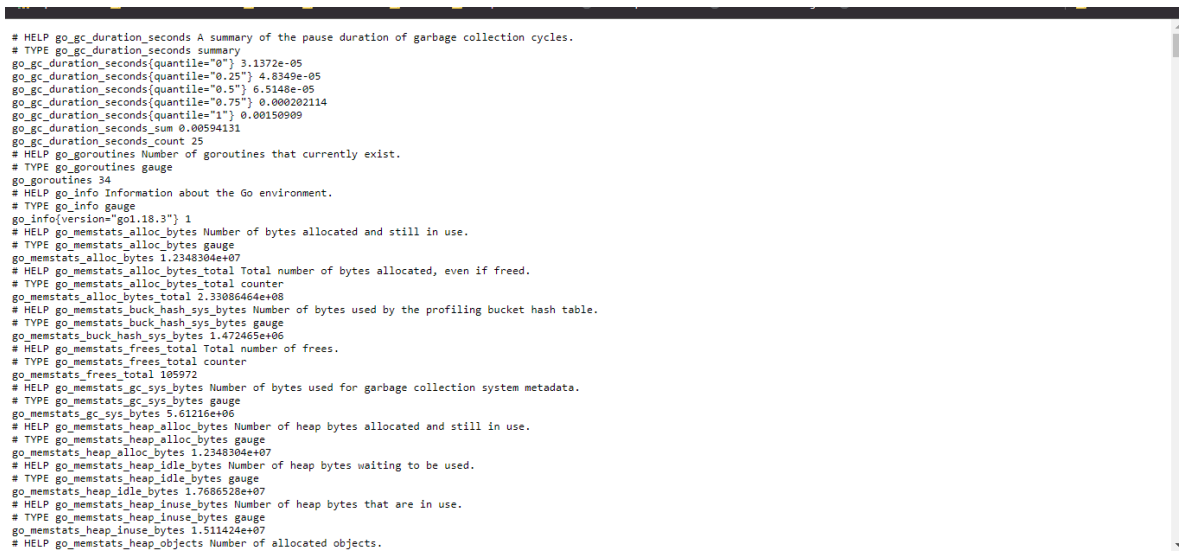 # HELP go_gc_duration_seconds A summary of the pause duration of garbage collection cycles.
# TYPE go_gc_duration_seconds summary
go_gc_duration_seconds{quantile="0"} 3.1372e-05
go_gc_duration_seconds{quantile="0.25"} 4.8349e-05
go_gc_duration_seconds{quantile="0.5"} 6.5148e-05
go_gc_duration_seconds{quantile="0.75"} 0.000202114
go_gc_duration_seconds{quantile="1"} 0.00150909
go_gc_duration_seconds_sum 0.00594131
go_gc_duration_seconds_count 25
# HELP go_goroutines Number of goroutines that currently exist.
# TYPE go_goroutines gauge
go_goroutines 34
# HELP go_info Information about the Go environment.
# TYPE go_info gauge
go_info{version="go1.18.3"} 1
# HELP go_memstats_alloc_bytes Number of bytes allocated and still in use.
# TYPE go_memstats_alloc_bytes gauge
go_memstats_alloc_bytes 1.2348304e+07
# HELP go_memstats_alloc_bytes_total Total number of bytes allocated, even if freed.
# TYPE go_memstats_alloc_bytes_total counter
go_memstats_alloc_bytes_total 2.33086464e+08
# HELP go_memstats_buck_hash_sys_bytes Number of bytes used by the profiling bucket hash table.
# TYPE go_memstats_buck_hash_sys_bytes gauge
go_memstats_buck_hash_sys_bytes 1.472465e+06
# HELP go_memstats_frees_total Total number of frees.
# TYPE go_memstats_frees_total counter
go_memstats_frees_total 105972
# HELP go_memstats_gc_sys_bytes Number of bytes used for garbage collection system metadata.
# TYPE go_memstats_gc_sys_bytes gauge
go_memstats_gc_sys_bytes 5.61216e+06
# HELP go_memstats_heap_alloc_bytes Number of heap bytes allocated and still in use.
# TYPE go_memstats_heap_alloc_bytes gauge
go_memstats_heap_alloc_bytes 1.2348304e+07
# HELP go_memstats_heap_idle_bytes Number of heap bytes waiting to be used.
# TYPE go_memstats_heap_idle_bytes gauge
go_memstats_heap_idle_bytes 1.7686528e+07
# HELP go_memstats_heap_inuse_bytes Number of heap bytes that are in use.
# TYPE go_memstats_heap_inuse_bytes gauge
go_memstats_heap_inuse_bytes 1.511424e+07
# HELP go_memstats_heap_objects Number of allocated objects.